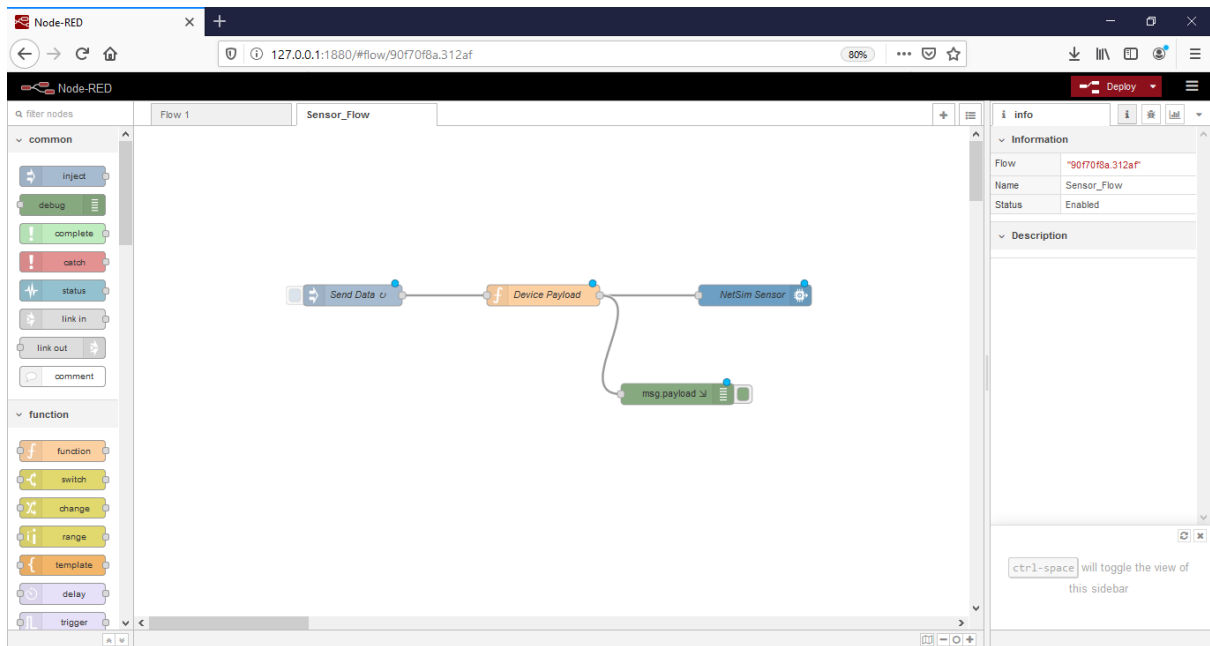 Node-RED
127.0.0.1:1880/#flow/90f70f8a.312af
80%
Node-RED
Deploy
filter nodes
Flow 1
Sensor_Flow
info
common
Information
inject
Flow
"90f70f8a.312af"
Name
Sensor_Flow
debug
Status
Enabled
complete
Description
catch
status
Send Data ↻
Device Payload
NetSim Sensor
link in
link out
comment
msg.payload
function
function
switch
change
range
template
ctrl-space will toggle the view of
this sidebar
delay
trigger